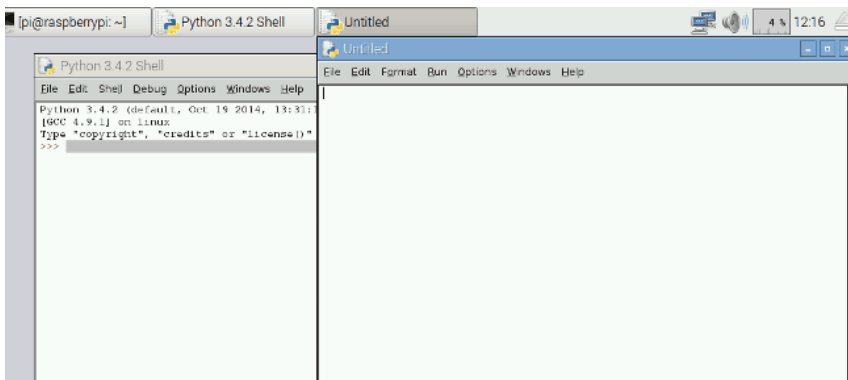 [pi@raspberrypi: ~] Python 3.4.2 Shell Untitled 4 % 12:16
Python 3.4.2 Shell
File Edit Shell Debug Options Windows Help
Python 3.4.2 (default, Oct 19 2014, 13:31:1
[GCC 4.9.1] on linux
Type "copyright", "credits" or "license()"
>>>
Untitled
File Edit Format Run Options Windows Help